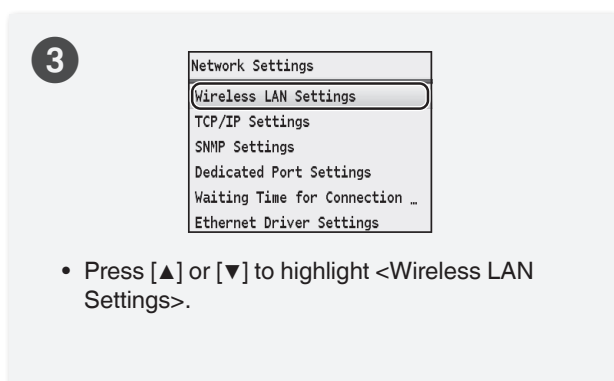 3
Network Settings
Wireless LAN Settings
TCP/IP Settings
SNMP Settings
Dedicated Port Settings
Waiting Time for Connection …
Ethernet Driver Settings
• Press [▲] or [▼] to highlight <Wireless LAN
Settings>.